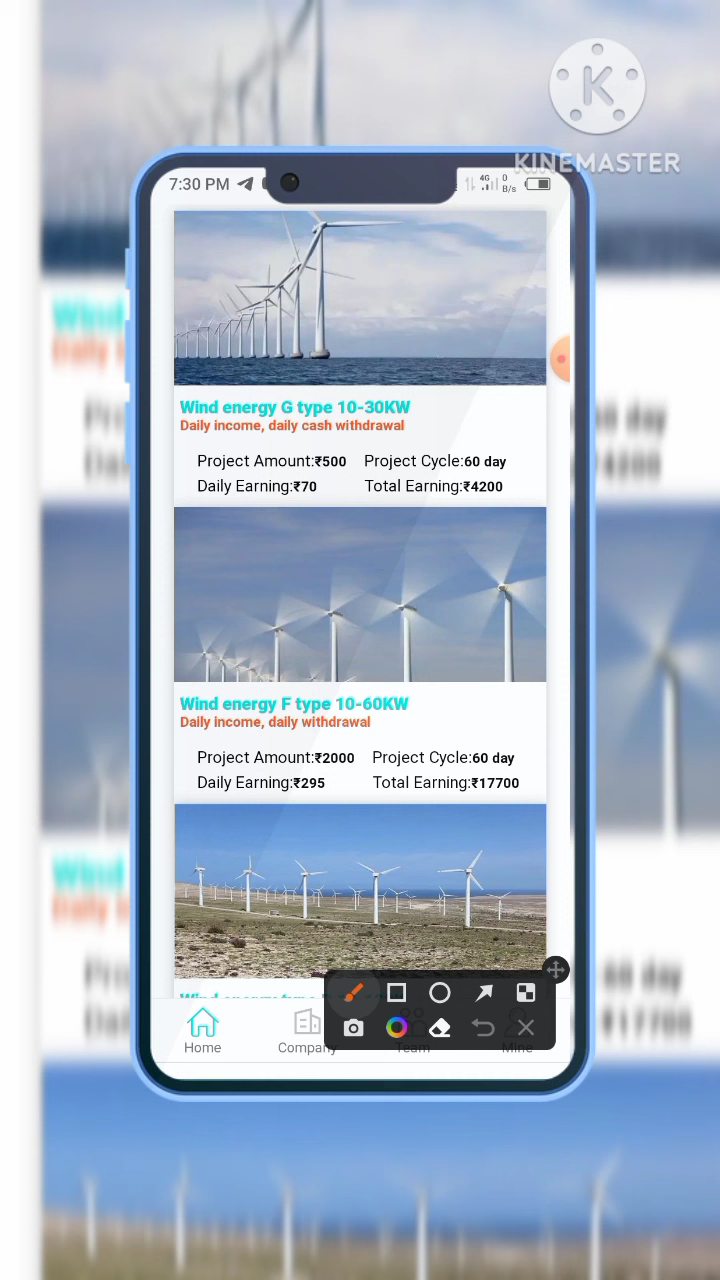 KINEMASTER
7:30 PM
4G
0
B/s
Wind energy G type 10-30KW
Daily income, daily cash withdrawal
Project Amount:₹500 Project Cycle:60 day
Daily Earning:₹70 Total Earning:₹4200
Wind energy F type 10-60KW
Daily income, daily withdrawal
Project Amount:₹2000 Project Cycle:60 day
Daily Earning:₹295 Total Earning:₹17700
Home Company Team Mine